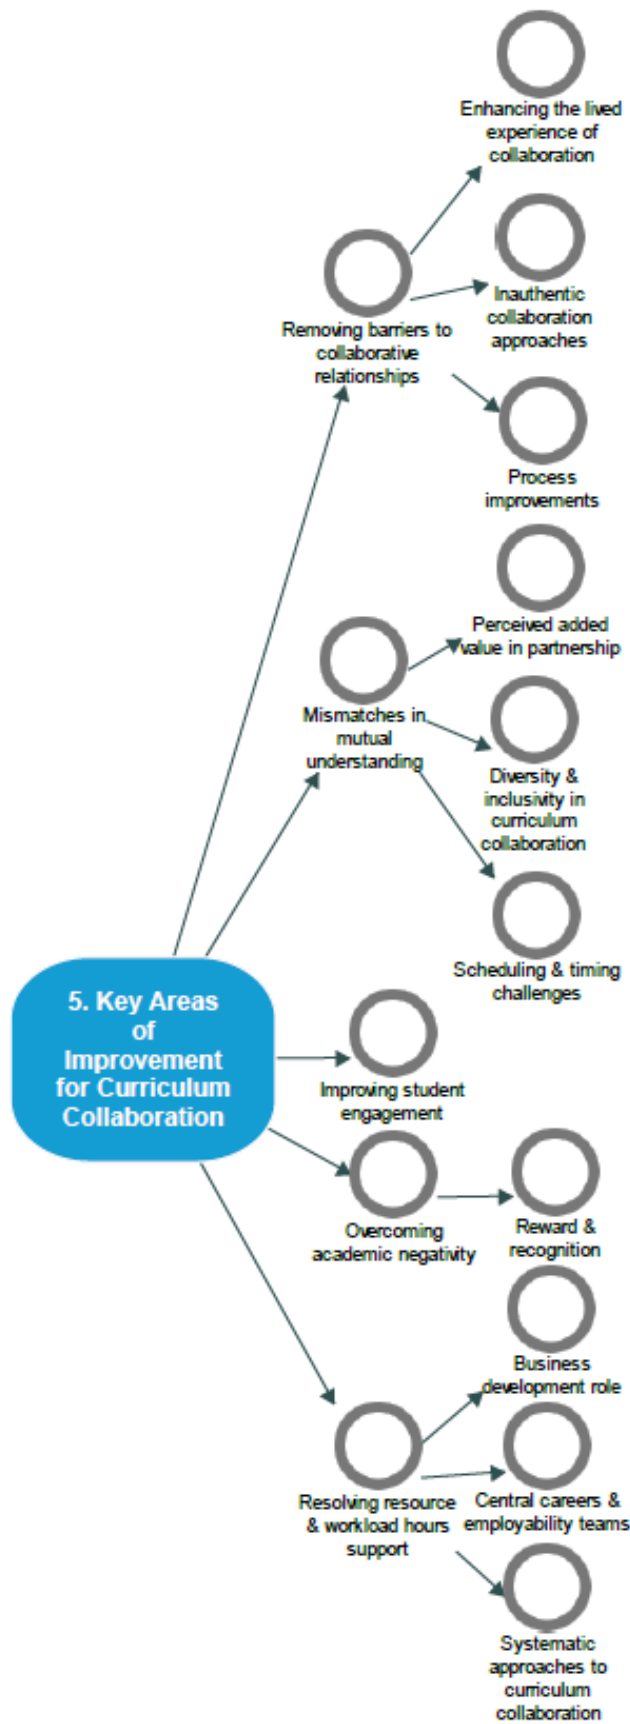 Enhancing the lived
experience of
collaboration
Inauthentic
collaboration
approaches
Removing barriers to
collaborative
relationships
Process
improvements
Perceived added
value in partnership
Mismatches in
mutual
understanding
Diversity &
inclusivity in
curriculum
collaboration
Scheduling & timing
challenges
5. Key Areas
of
Improvement
for Curriculum
Collaboration
Improving student
engagement
Overcoming
academic negativity
Reward &
recognition
Business
development role
Resolving resource
& workload hours
support
Central careers &
employability teams
Systematic
approaches to
curriculum
collaboration